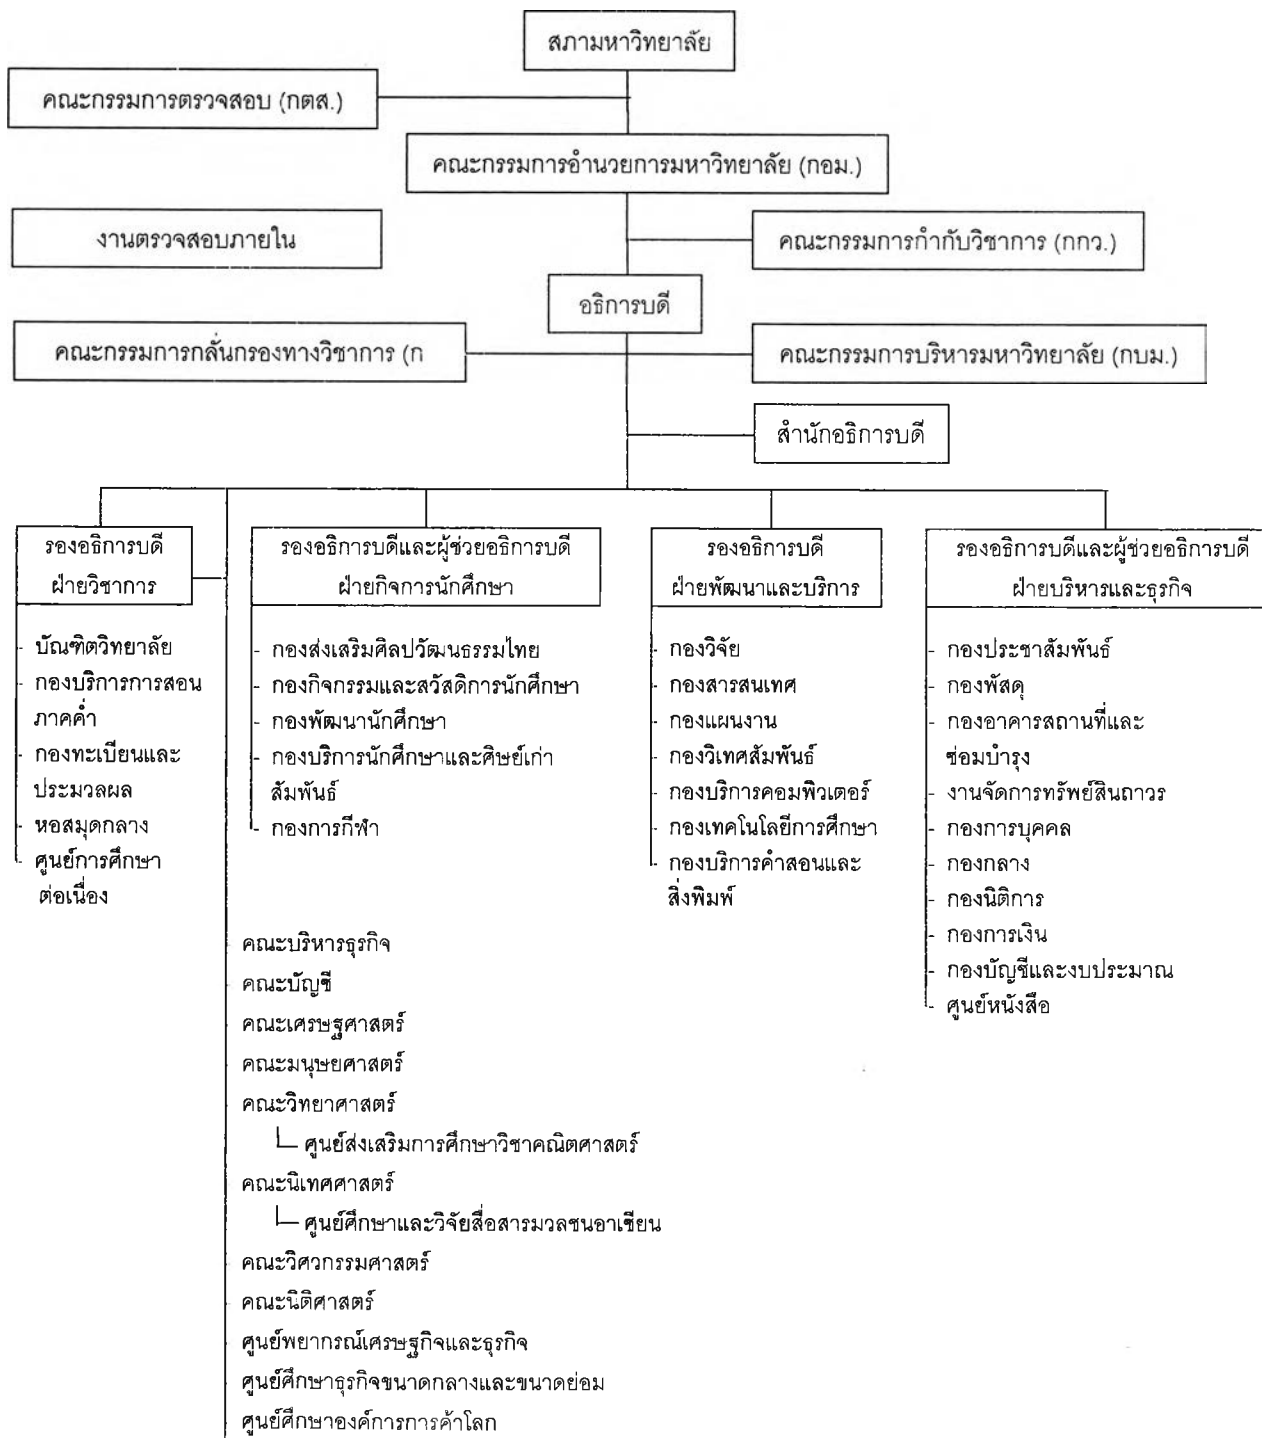 สภามหาวิทยาลัย
คณะกรรมการตรวจสอบ (กตส.)
คณะกรรมการอำนวยการมหาวิทยาลัย (กอม.)
งานตรวจสอบภายใน
คณะกรรมการกำกับวิชาการ (กกว.)
อธิการบดี
คณะกรรมการกลั่นกรองทางวิชาการ (ก
คณะกรรมการบริหารมหาวิทยาลัย (กบม.)
สำนักอธิการบดี
รองอธิการบดี
ฝ่ายวิชาการ
- บัณฑิตวิทยาลัย
- กองบริการการสอน
ภาคค่ำ
- กองทะเบียนและ
ประมวลผล
- หอสมุดกลาง
- ศูนย์การศึกษา
ต่อเนื่อง
รองอธิการบดีและผู้ช่วยอธิการบดี
ฝ่ายกิจการนักศึกษา
- กองส่งเสริมศิลปวัฒนธรรมไทย
- กองกิจกรรมและสวัสดิการนักศึกษา
- กองพัฒนานักศึกษา
- กองบริการนักศึกษาและศิษย์เก่า
สัมพันธ์
- กองการกีฬา
รองอธิการบดี
ฝ่ายพัฒนาและบริการ
- กองวิจัย
- กองสารสนเทศ
- กองแผนงาน
- กองวิเทศสัมพันธ์
- กองบริการคอมพิวเตอร์
- กองเทคโนโลยีการศึกษา
- กองบริการคำสอนและ
สิ่งพิมพ์
รองอธิการบดีและผู้ช่วยอธิการบดี
ฝ่ายบริหารและธุรกิจ
- กองประชาสัมพันธ์
- กองพัสดุ
- กองอาคารสถานที่และ
ซ่อมบำรุง
- งานจัดการทรัพย์สินถาวร
- กองการบุคคล
- กองกลาง
- กองนิติการ
- กองการเงิน
- กองบัญชีและงบประมาณ
- ศูนย์หนังสือ
คณะบริหารธุรกิจ
คณะบัญชี
คณะเศรษฐศาสตร์
คณะมนุษยศาสตร์
คณะวิทยาศาสตร์
ศูนย์ส่งเสริมการศึกษาวิชาคณิตศาสตร์
คณะนิเทศศาสตร์
ศูนย์ศึกษาและวิจัยสื่อสารมวลชนอาเซียน
คณะวิศวกรรมศาสตร์
คณะนิติศาสตร์
ศูนย์พยากรณ์เศรษฐกิจและธุรกิจ
ศูนย์ศึกษาธุรกิจขนาดกลางและขนาดย่อม
ศูนย์ศึกษาองค์การการค้าโลก